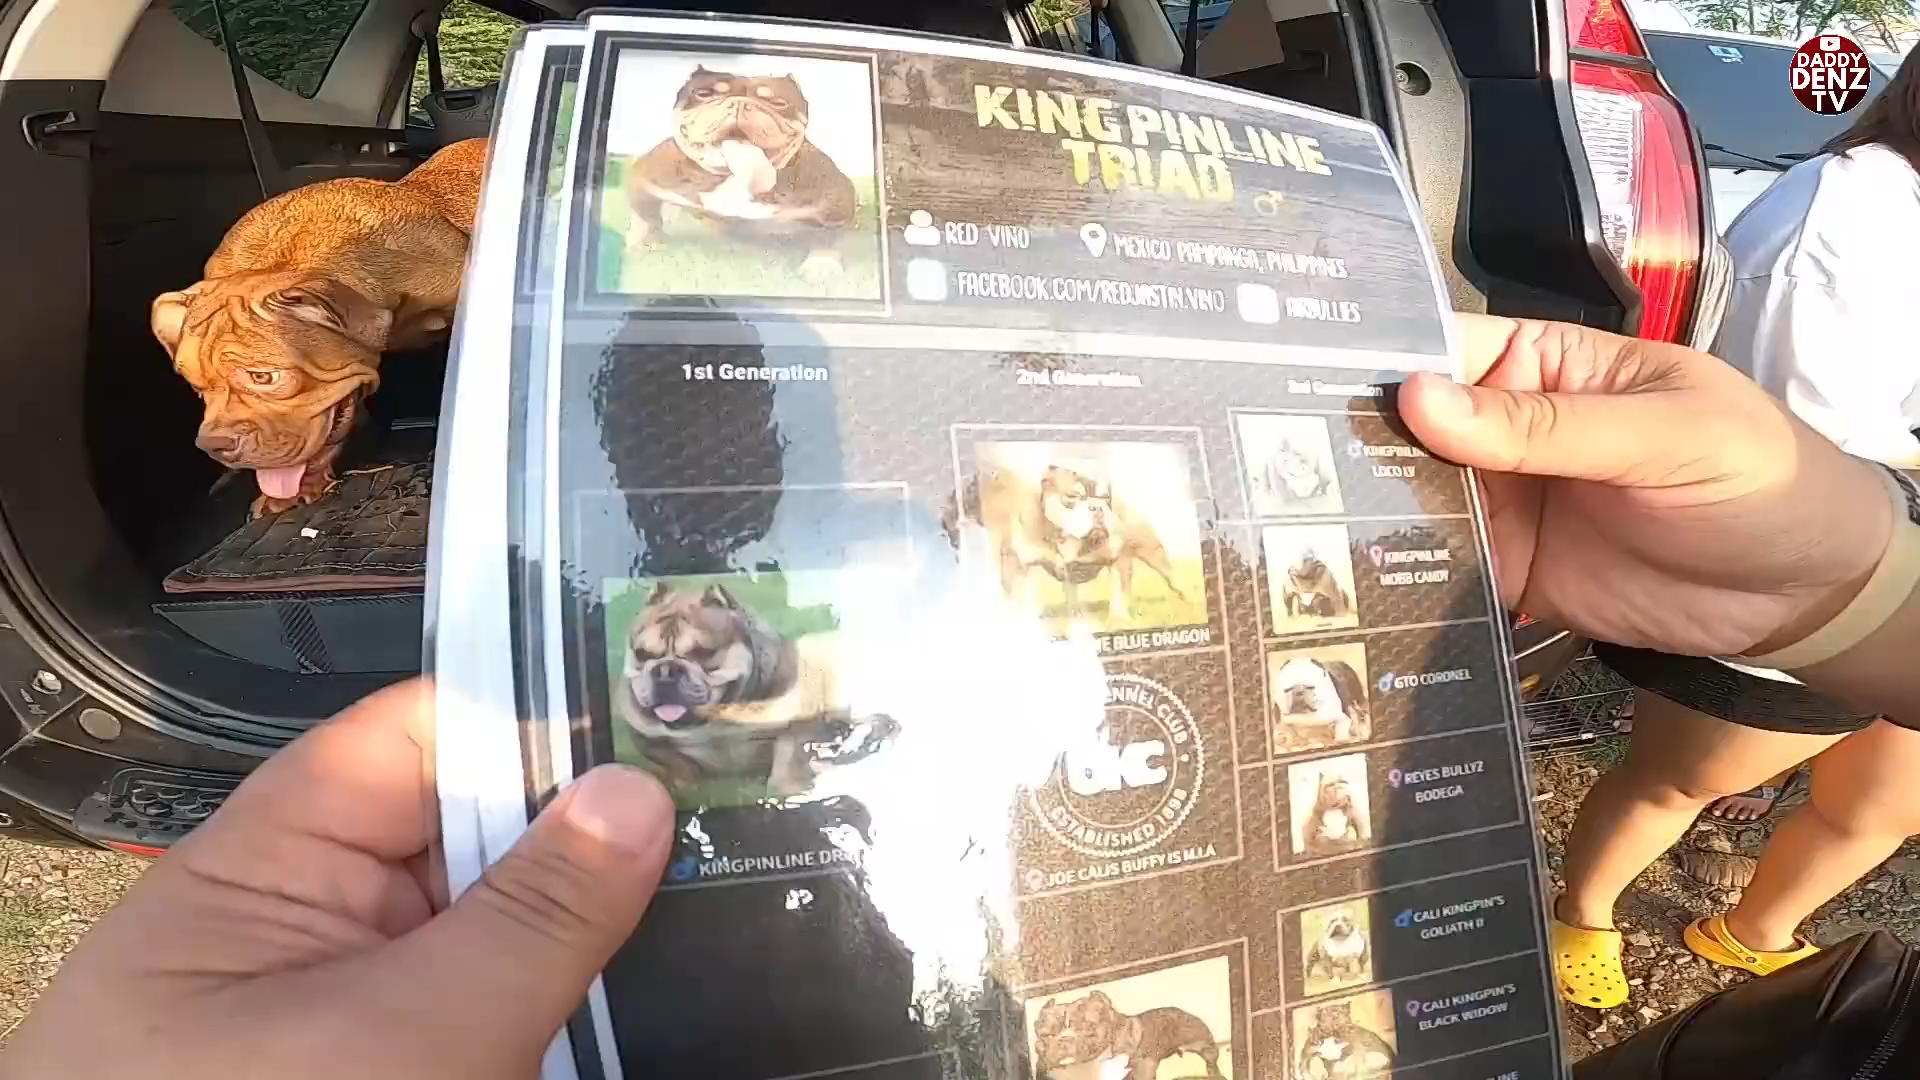 DADDY
DENZ
TV
KINGPINLINE
TRIAD
RED VINO
MEXICO PAMPANGA, PHILIPPINES
FACEBOOK.COM/REDJASTIN.VINO
1st Generation
2nd Generation
3rd Generation
LOCO LV
KINGPINLINE
MOBB CANDY
BLUE DRAGON
GTO CORONEL
KENNEL CLUB
ESTABLISHED 1898
REYES BULLYZ
BODEGA
KINGPINLINE
JOE CALIS BUFFY IS M.I.A
CALI KINGPIN'S
GOLIATH II
CALI KINGPIN'S
BLACK WIDOW